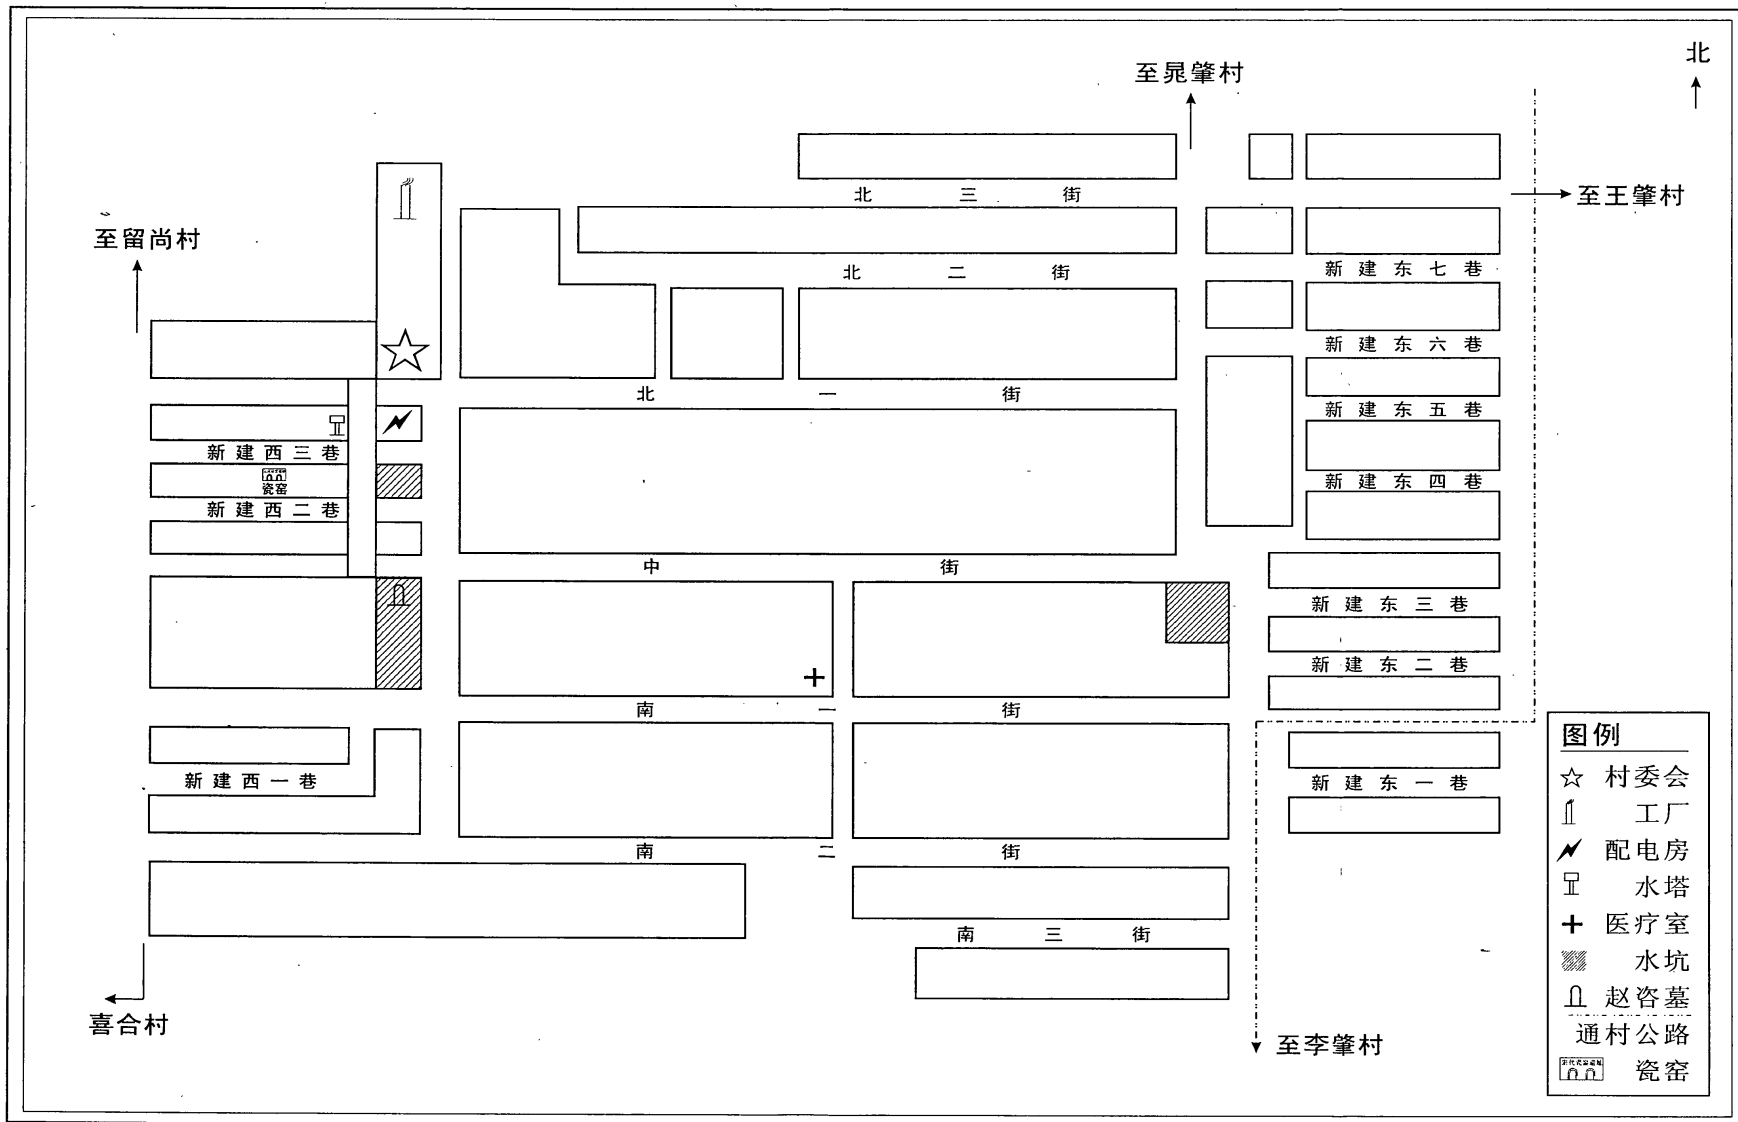 北
至晁肇村
至王肇村
至留尚村
北三街
北二街
新建东七巷
新建东六巷
北一街
新建东五巷
新建西三巷
瓷窑
新建东四巷
新建西二巷
中街
新建东三巷
新建东二巷
南一街
新建西一巷
新建东一巷
南二街
南三街
喜合村
至李肇村
图例
村委会
工厂
配电房
水塔
医疗室
水坑
赵咨墓
通村公路
瓷窑